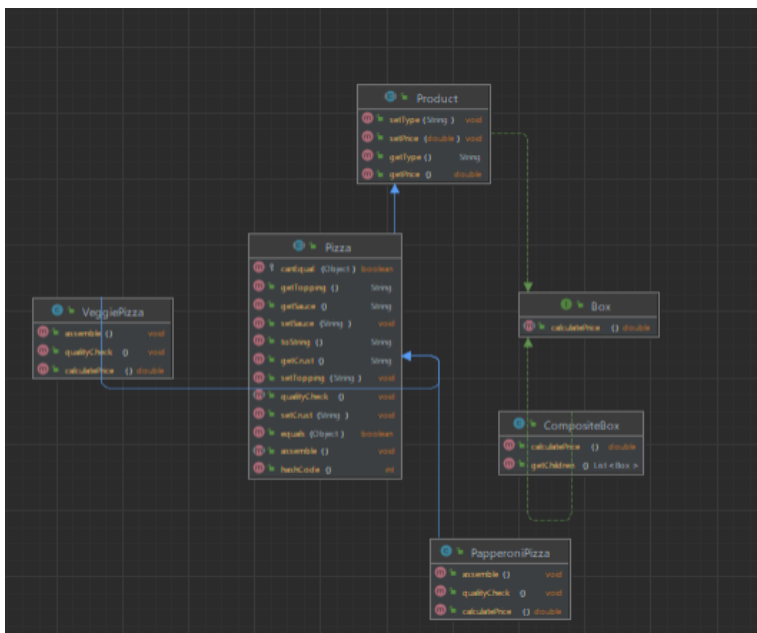 Product
setType (String ) void
setPrice (double ) void
getType () String
getPrice () double
Pizza
canEqual (Object ) boolean
getTopping () String
getSauce () String
setSauce (String ) void
toString () String
getCrust () String
setTopping (String ) void
qualityCheck () void
setCrust (String ) void
equals (Object ) boolean
assemble () void
hashCode () int
VeggiePizza
assemble () void
qualityCheck () void
calculatePrice () double
Box
calculatePrice () double
CompositeBox
calculatePrice () double
getChildren () List < Box >
PapperoniPizza
assemble () void
qualityCheck () void
calculatePrice () double